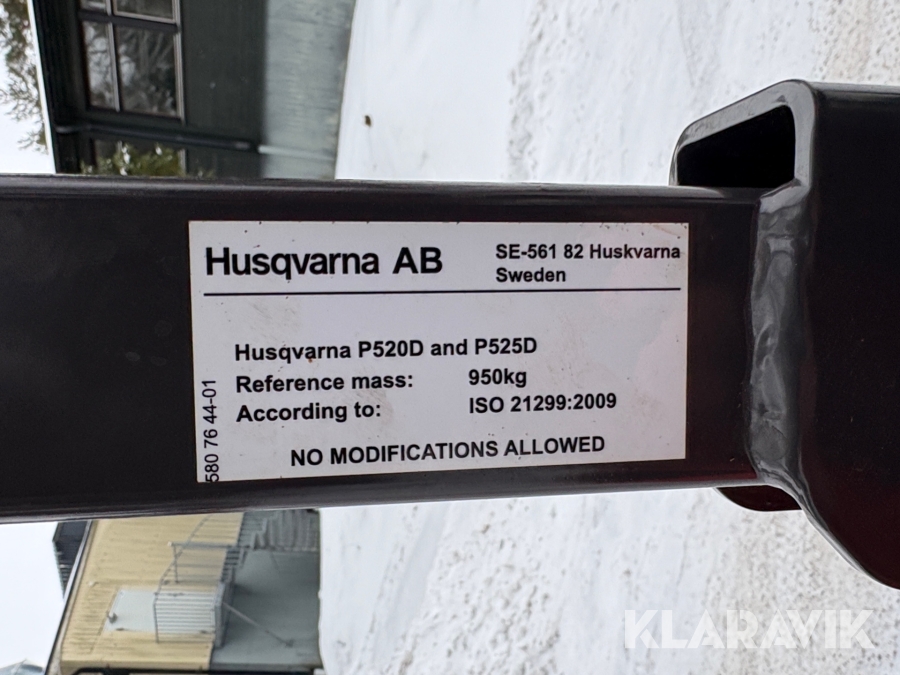 Husqvarna AB
SE-561 82 Huskvarna
Sweden
Husqvarna P520D and P525D
Reference mass: 950kg
According to: ISO 21299:2009
NO MODIFICATIONS ALLOWED
580 76 44-01
KLARAVIK